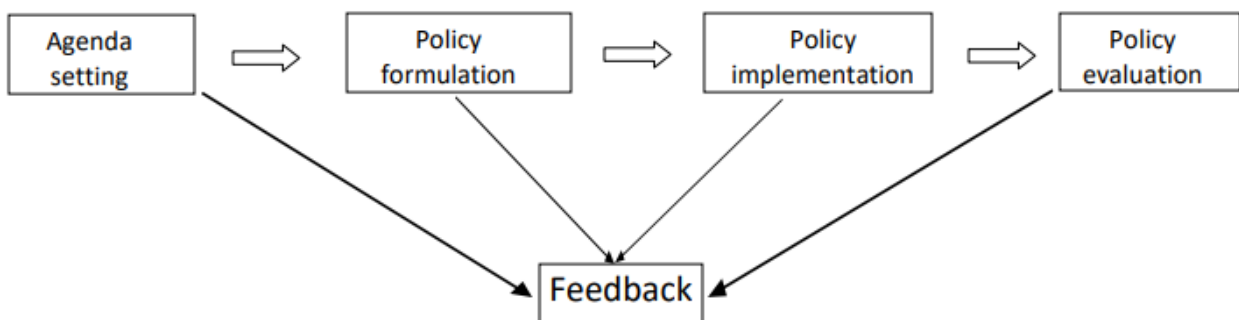 Agenda
setting
Policy
formulation
Policy
implementation
Policy
evaluation
Feedback